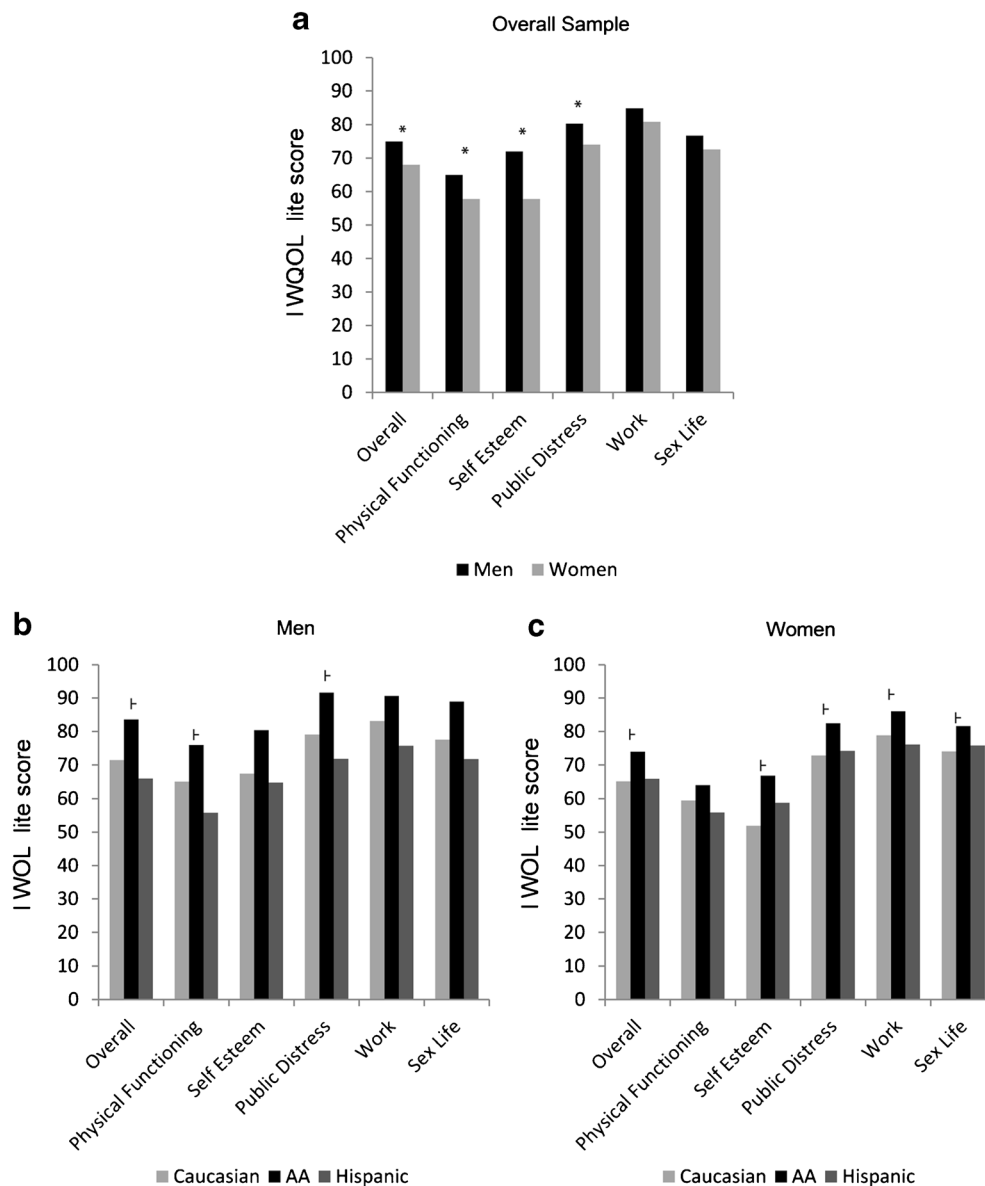 a
Overall Sample
I WQOL lite score
100
90
80
70
60
50
40
30
20
10
0
* * * *
Overall
Physical Functioning
Self Esteem
Public Distress
Work
Sex Life
Men Women
b
Men
I WOL lite score
100
90
80
70
60
50
40
30
20
10
0
⊦ ⊦ ⊦
Overall
Physical Functioning
Self Esteem
Public Distress
Work
Sex Life
Caucasian AA Hispanic
c
Women
I WOL lite score
100
90
80
70
60
50
40
30
20
10
0
⊦ ⊦ ⊦ ⊦ ⊦
Overall
Physical Functioning
Self Esteem
Public Distress
Work
Sex Life
Caucasian AA Hispanic